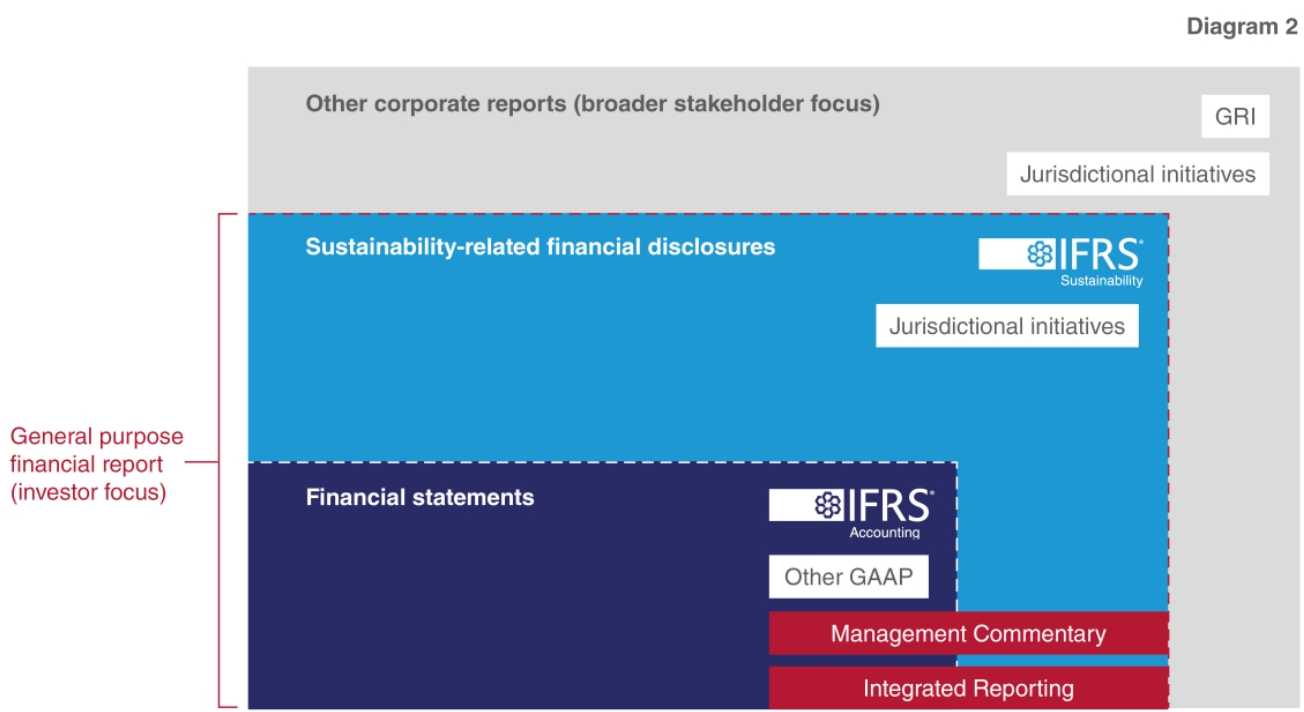 Diagram 2
Other corporate reports (broader stakeholder focus)
GRI
Jurisdictional initiatives
Sustainability-related financial disclosures
IFRS®
Sustainability
Jurisdictional initiatives
General purpose
financial report
(investor focus)
Financial statements
IFRS®
Accounting
Other GAAP
Management Commentary
Integrated Reporting